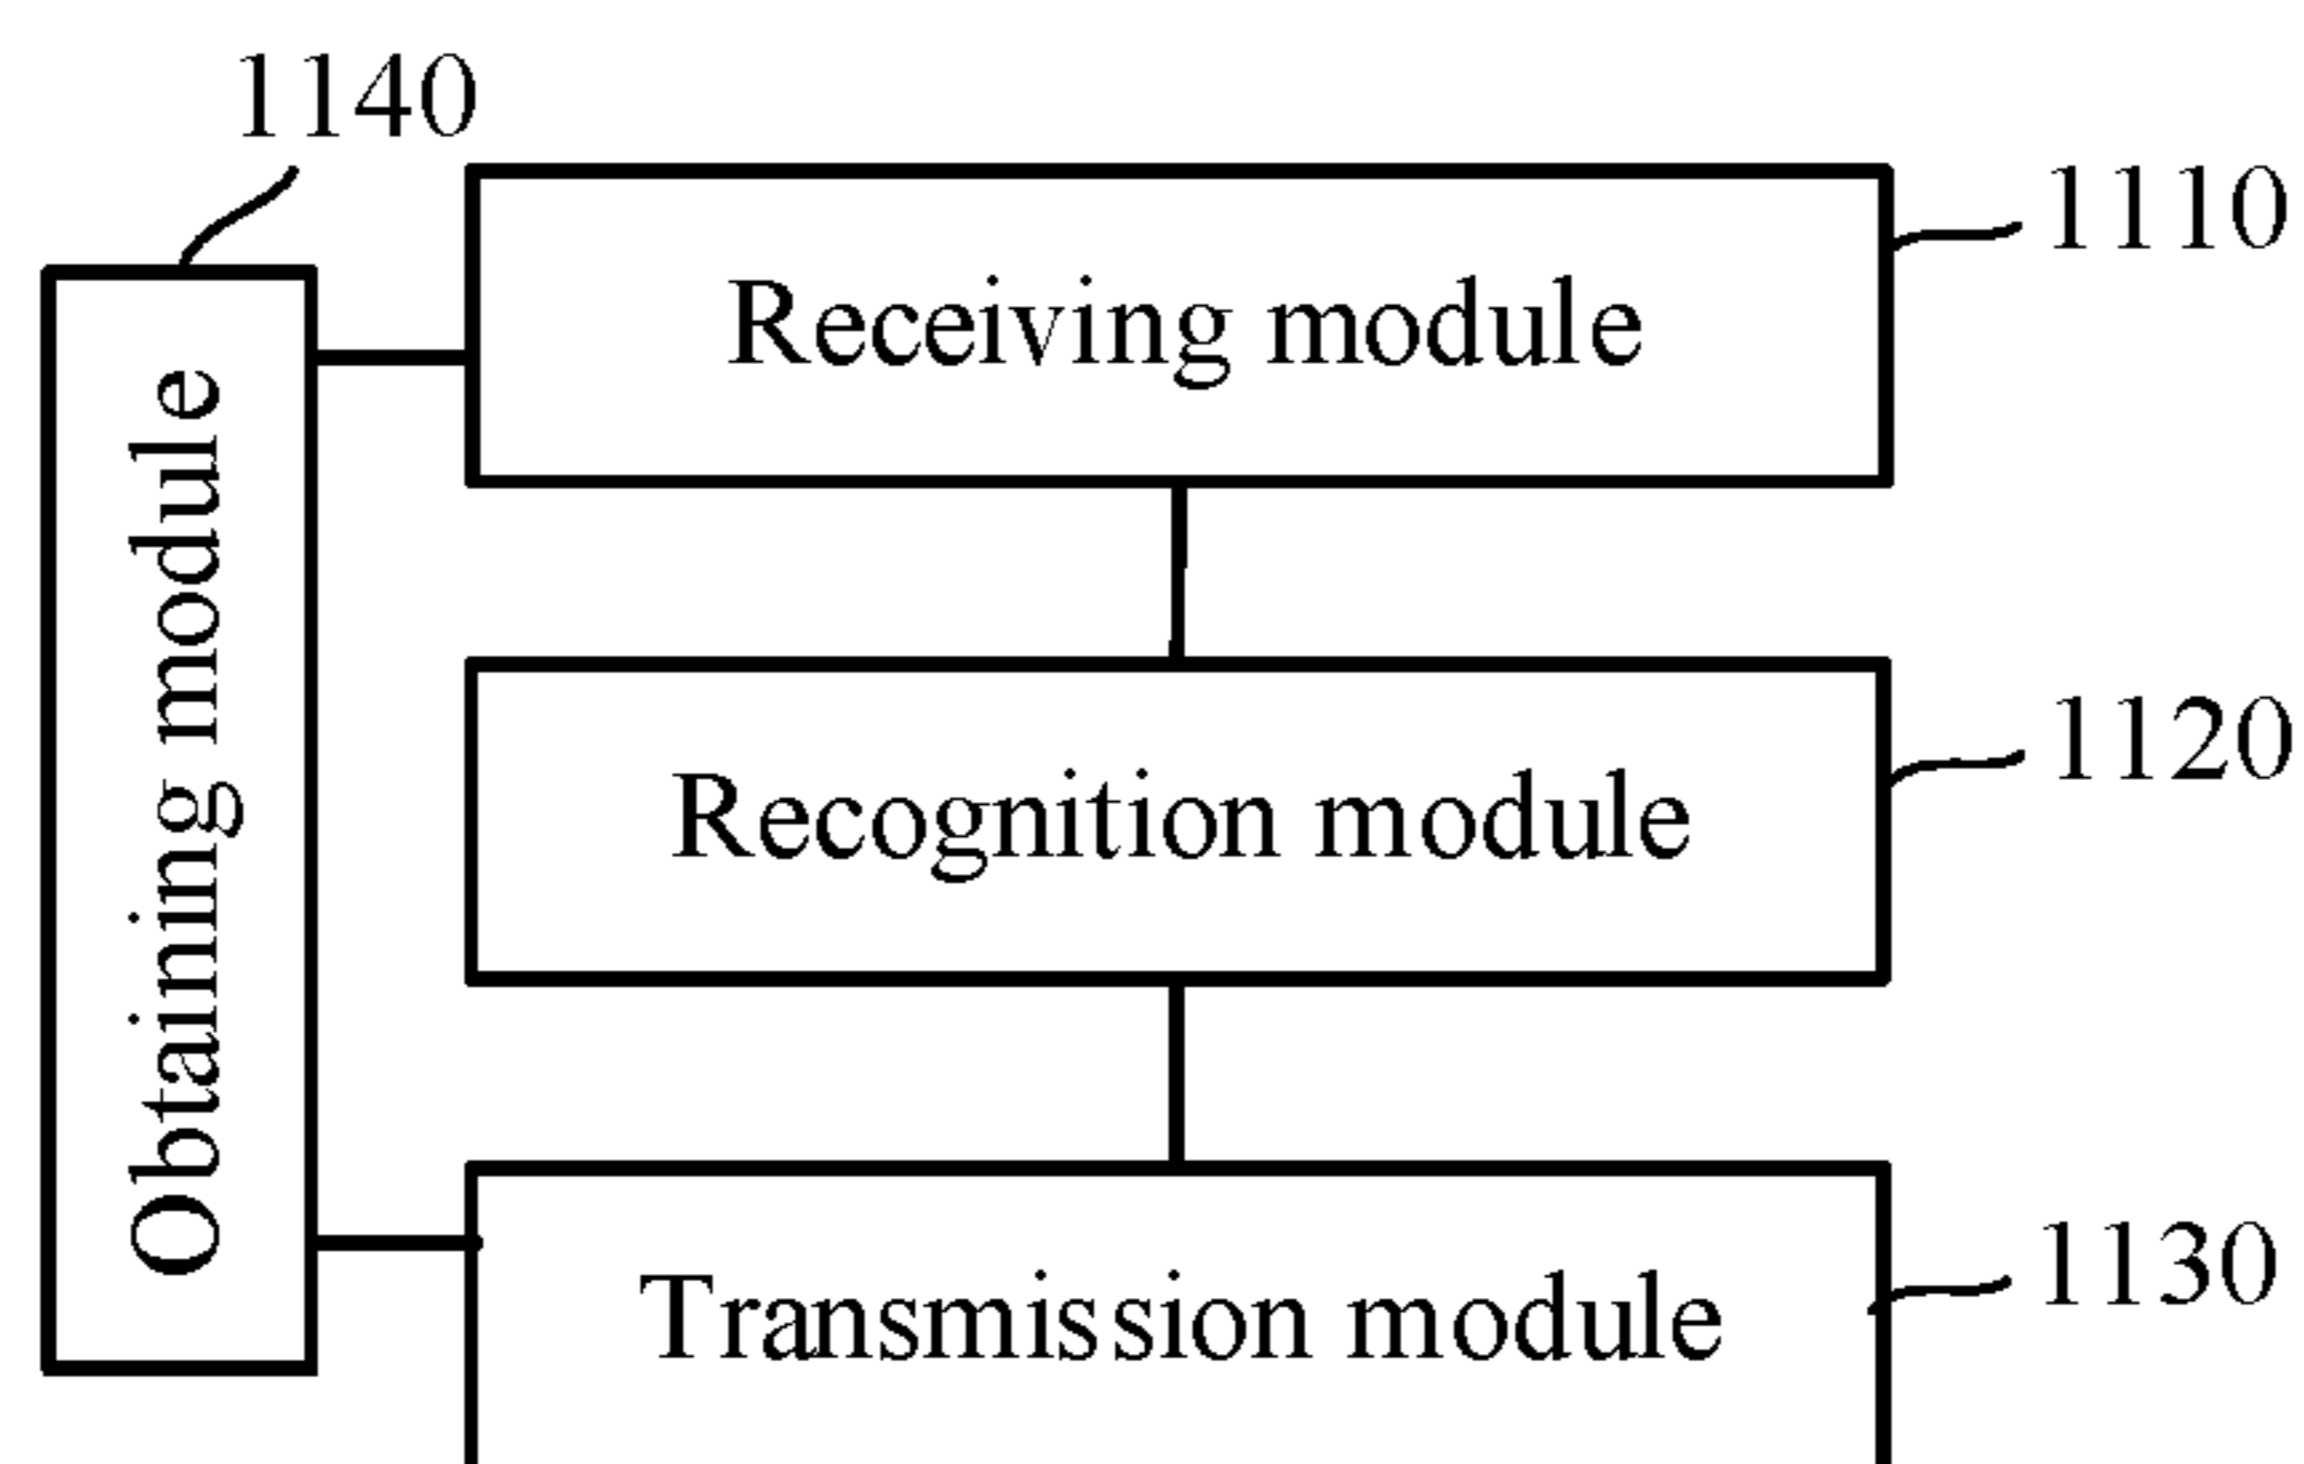 1140
1110
Receiving module
Obtaining module
1120
Recognition module
1130
Transmission module